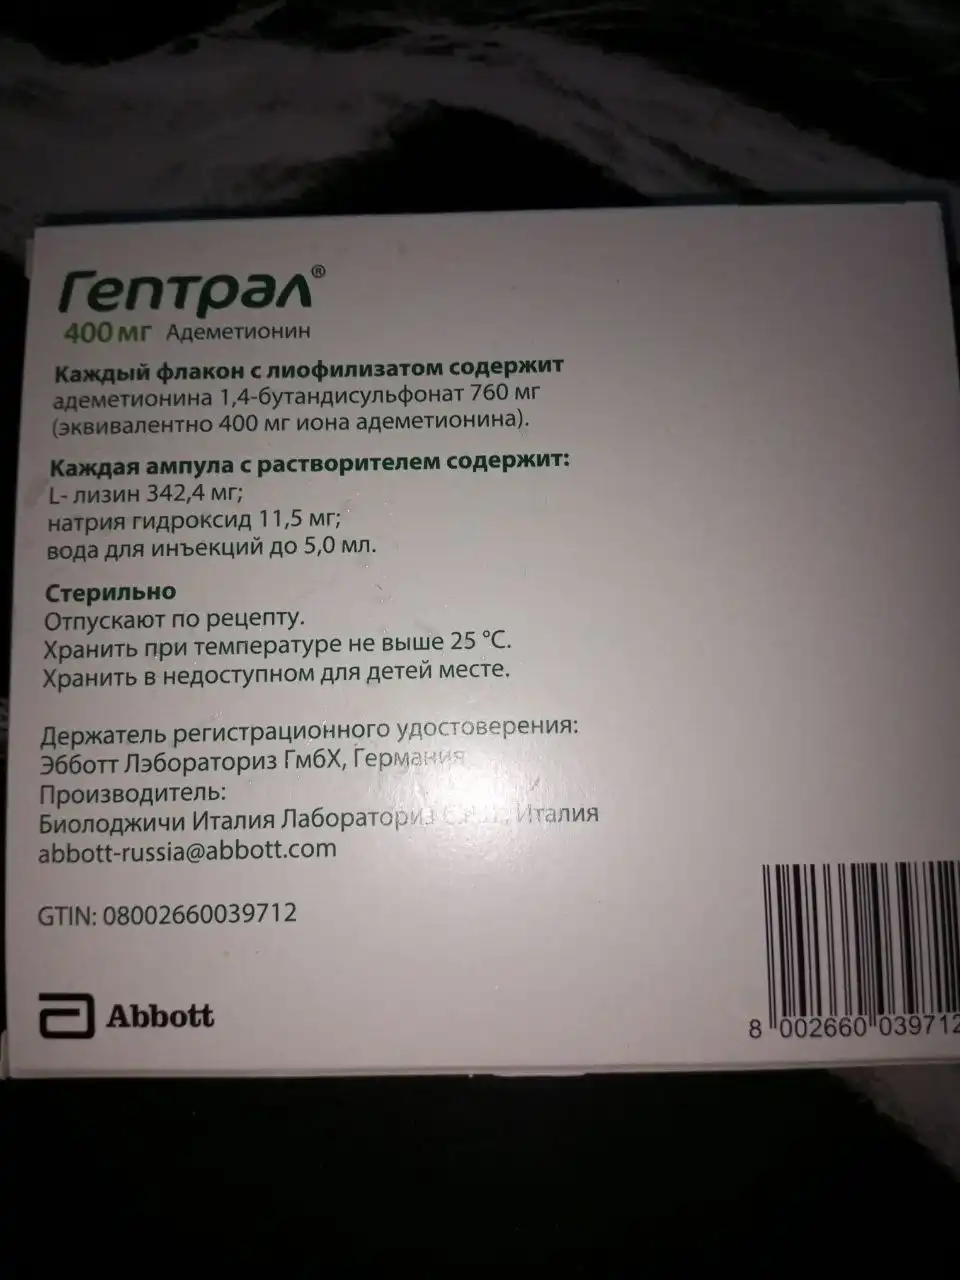 Гептрал®
400 мг Адеметионин
Каждый флакон с лиофилизатом содержит
адеметионина 1,4-бутандисульфонат 760 мг
(эквивалентно 400 мг иона адеметионина).
Каждая ампула с растворителем содержит:
L- лизин 342,4 мг;
натрия гидроксид 11,5 мг;
вода для инъекций до 5,0 мл.
Стерильно
Отпускают по рецепту.
Хранить при температуре не выше 25 °C.
Хранить в недоступном для детей месте.
Держатель регистрационного удостоверения:
Эбботт Лэбораториз ГмбХ, Германия
Производитель:
Биолоджичи Италия Лабораториз Италия
abbott-russia@abbott.com
GTIN: 08002660039712
Abbott
8 002660 039712